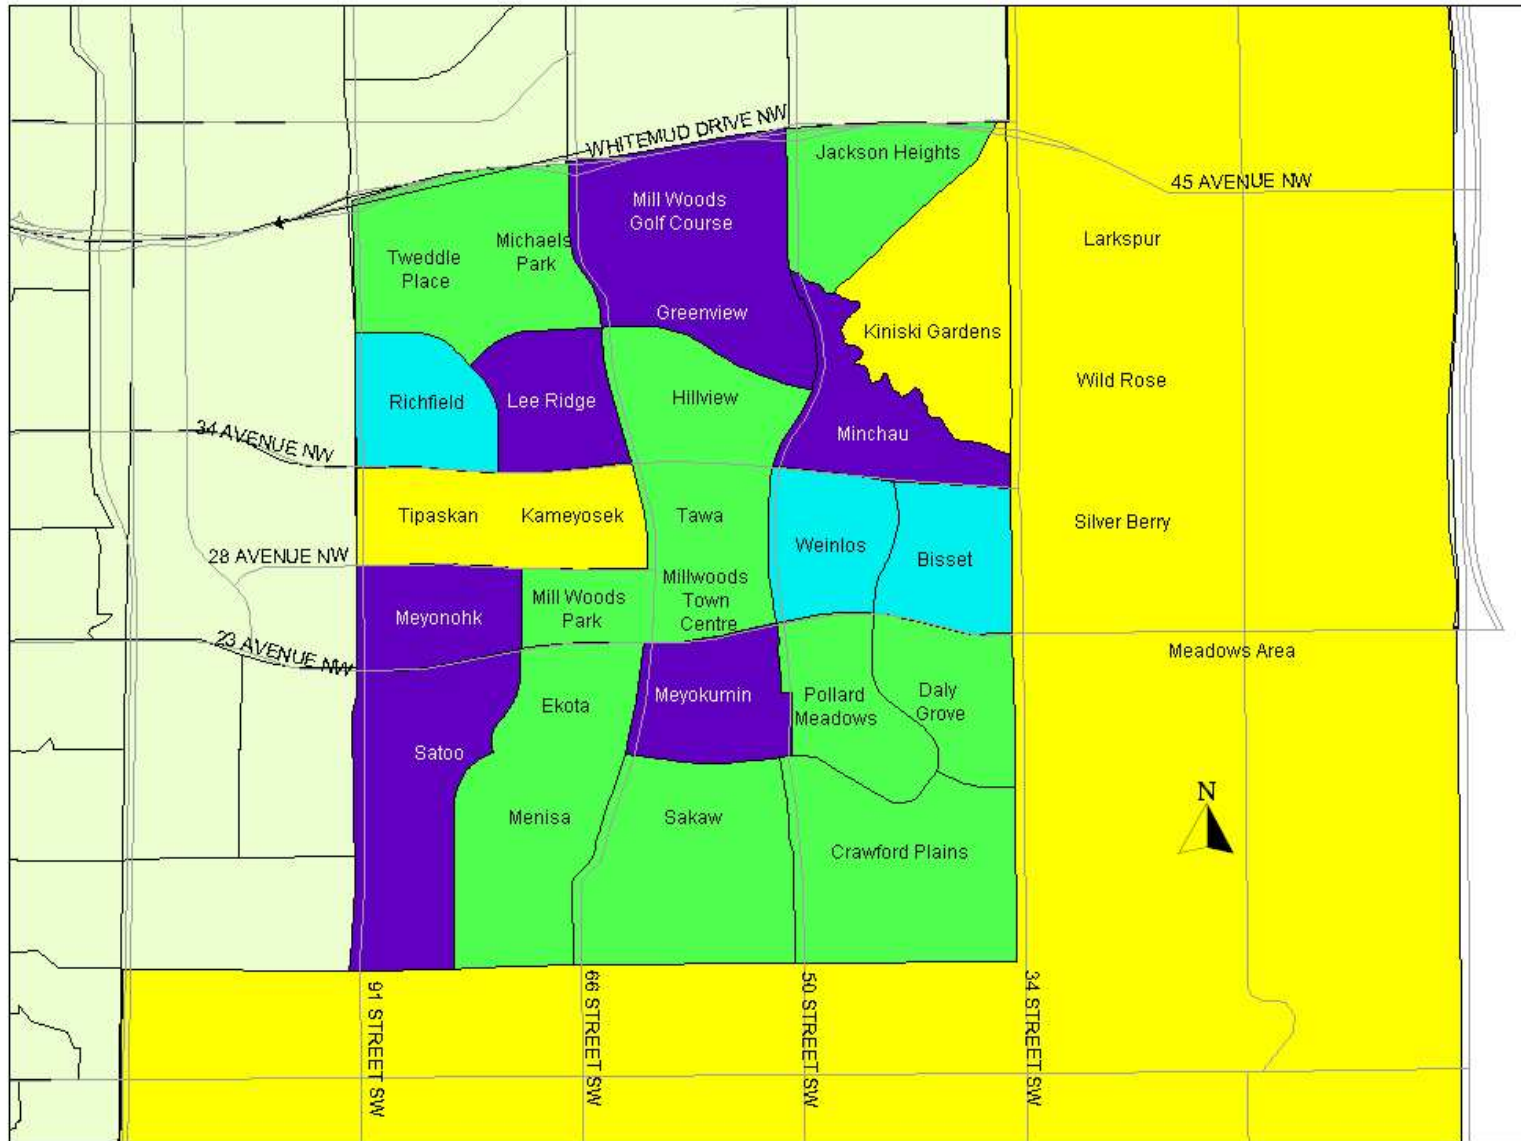 WHITEMUD DRIVE NW
Jackson Heights
45 AVENUE NW
Mill Woods
Golf Course
Larkspur
Michaels
Park
Tweddle
Place
Greenview
Kiniski Gardens
Wild Rose
Richfield
Lee Ridge
Hillview
Minchau
34 AVENUE NW
Tipaskan
Kameyosek
Tawa
Silver Berry
Weinlos
Bisset
28 AVENUE NW
Millwoods
Town
Centre
Mill Woods
Park
Meyonohk
23 AVENUE NW
Meadows Area
Ekota
Meyokumin
Pollard
Meadows
Daly
Grove
Satoo
N
Menisa
Sakaw
Crawford Plains
91 STREET SW
66 STREET SW
50 STREET SW
34 STREET SW